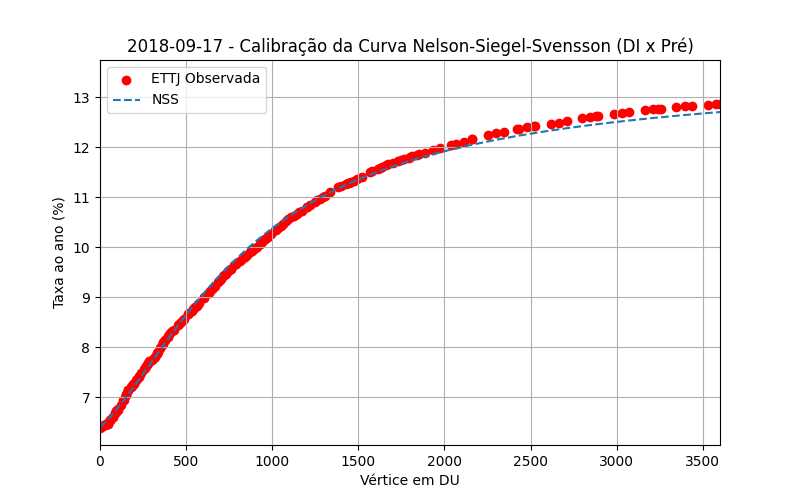 2018-09-17 - Calibração da Curva Nelson-Siegel-Svensson (DI x Pré)
ETTJ Observada
NSS
Taxa ao ano (%)
13
12
11
10
9
8
7
0 500 1000 1500 2000 2500 3000 3500
Vértice em DU